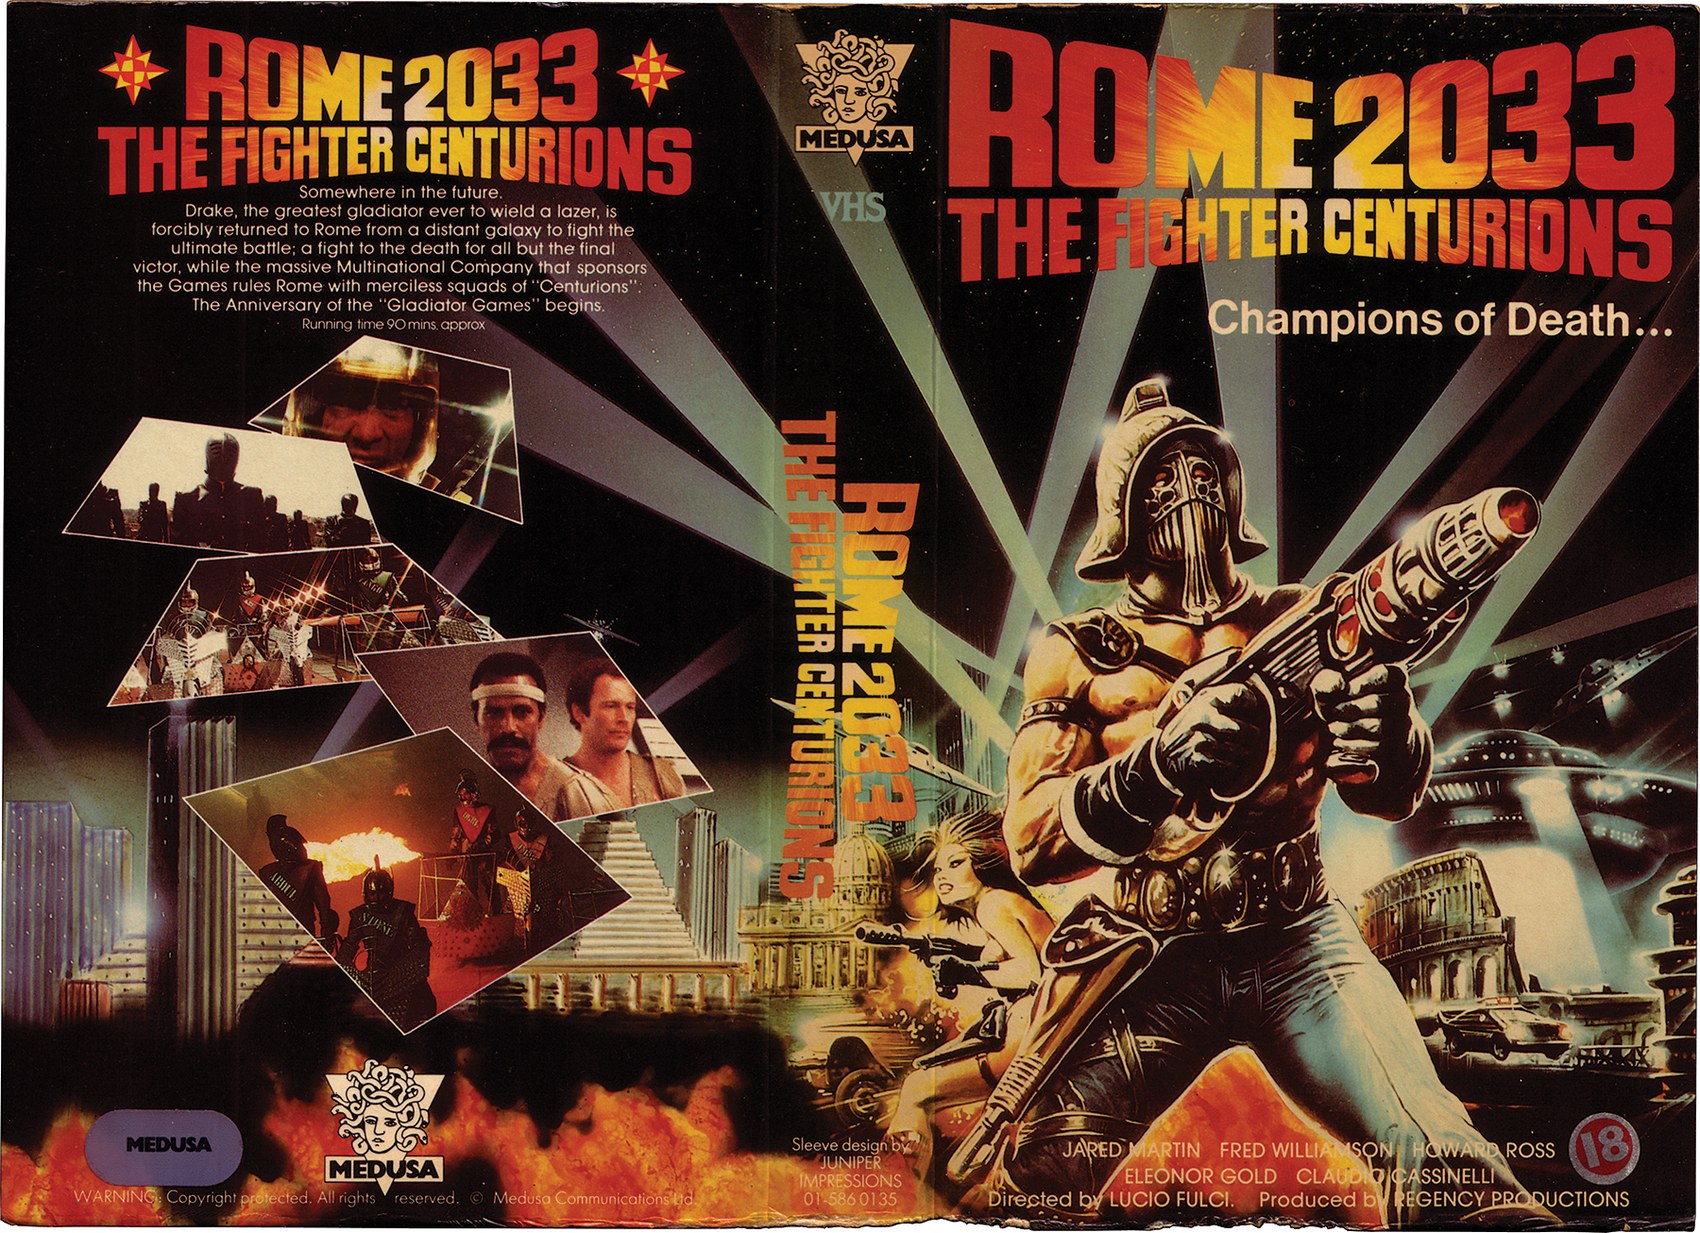 ROME 2033
THE FIGHTER CENTURIONS
Somewhere in the future.
Drake, the greatest gladiator ever to wield a lazer, is
forcibly returned to Rome from a distant galaxy to fight the
ultimate battle; a fight to the death for all but the final
victor, while the massive Multinational Company that sponsors
the Games rules Rome with merciless squads of "Centurions".
The Anniversary of the "Gladiator Games" begins.
Running time 90 mins. approx
MEDUSA
MEDUSA
WARNING: Copyright protected. All rights reserved. © Medusa Communications Ltd.
MEDUSA
VHS
ROME 2033
THE FIGHTER CENTURIONS
Sleeve design by
JUNIPER
IMPRESSIONS
01-586 0135
ROME 2033
THE FIGHTER CENTURIONS
Champions of Death...
JARED MARTIN FRED WILLIAMSON HOWARD ROSS
ELEONOR GOLD CLAUDIO CASSINELLI
Directed by LUCIO FULCI. Produced by REGENCY PRODUCTIONS
18